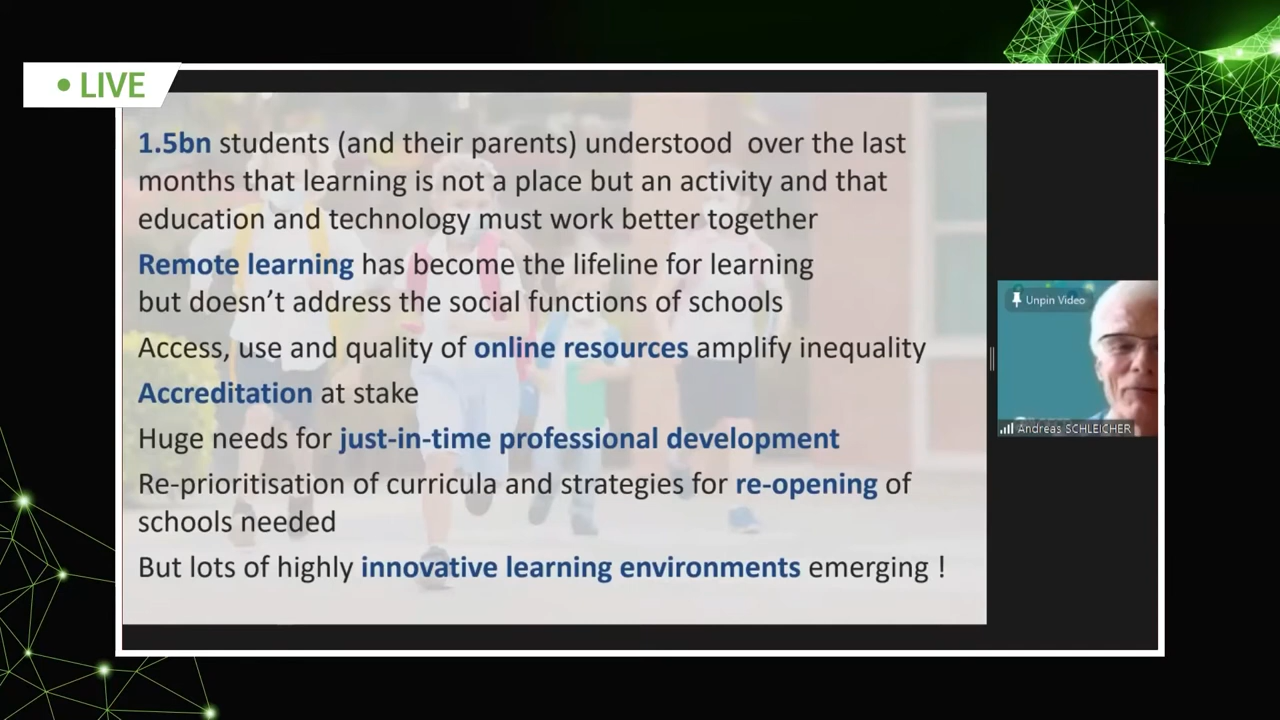 • LIVE
1.5bn students (and their parents) understood over the last
months that learning is not a place but an activity and that
education and technology must work better together
Remote learning has become the lifeline for learning
but doesn't address the social functions of schools
Access, use and quality of online resources amplify inequality
Accreditation at stake
Huge needs for just-in-time professional development
Re-prioritisation of curricula and strategies for re-opening of
schools needed
But lots of highly innovative learning environments emerging !
Unpin Video
Andreas SCHLEICHER